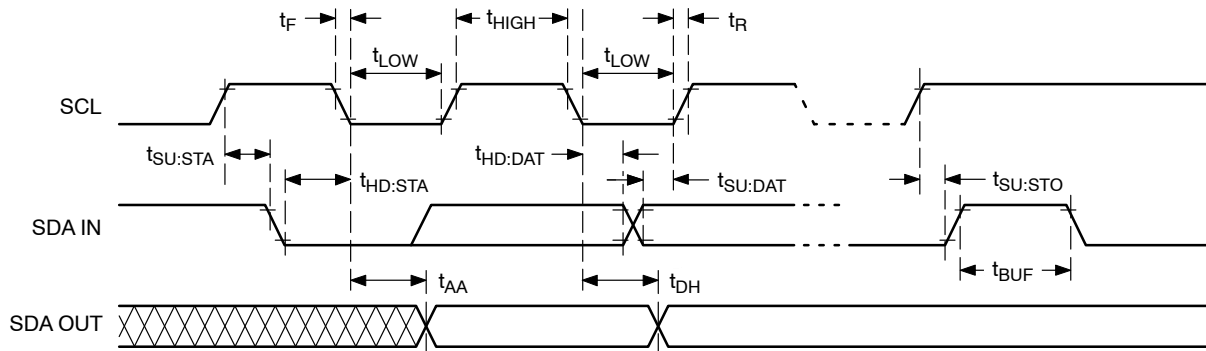 tF
tHIGH
tR
tLOW
tLOW
SCL
tSU:STA
tHD:STA
tHD:DAT
tSU:DAT
tSU:STO
SDA IN
tAA
tDH
tBUF
SDA OUT